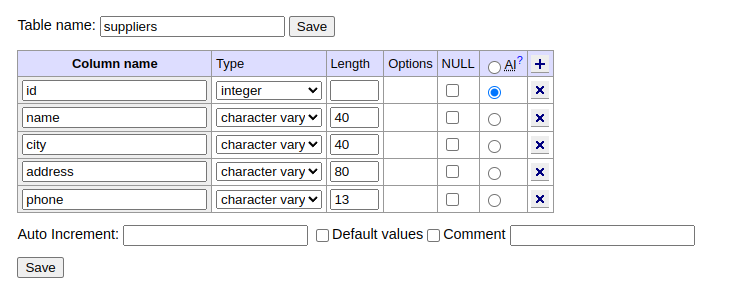 Table name: suppliers Save
Column name Type Length Options NULL AI?
id integer
name character vary 40
city character vary 40
address character vary 80
phone character vary 13
Auto Increment: Default values Comment
Save